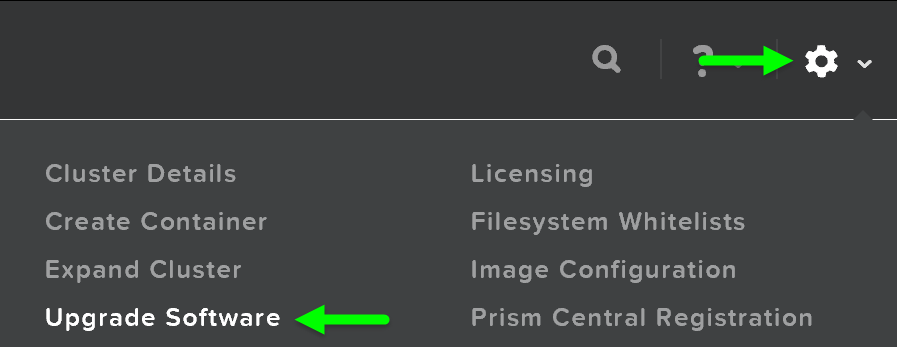 ?
Cluster Details
Licensing
Create Container
Filesystem Whitelists
Expand Cluster
Image Configuration
Upgrade Software
Prism Central Registration